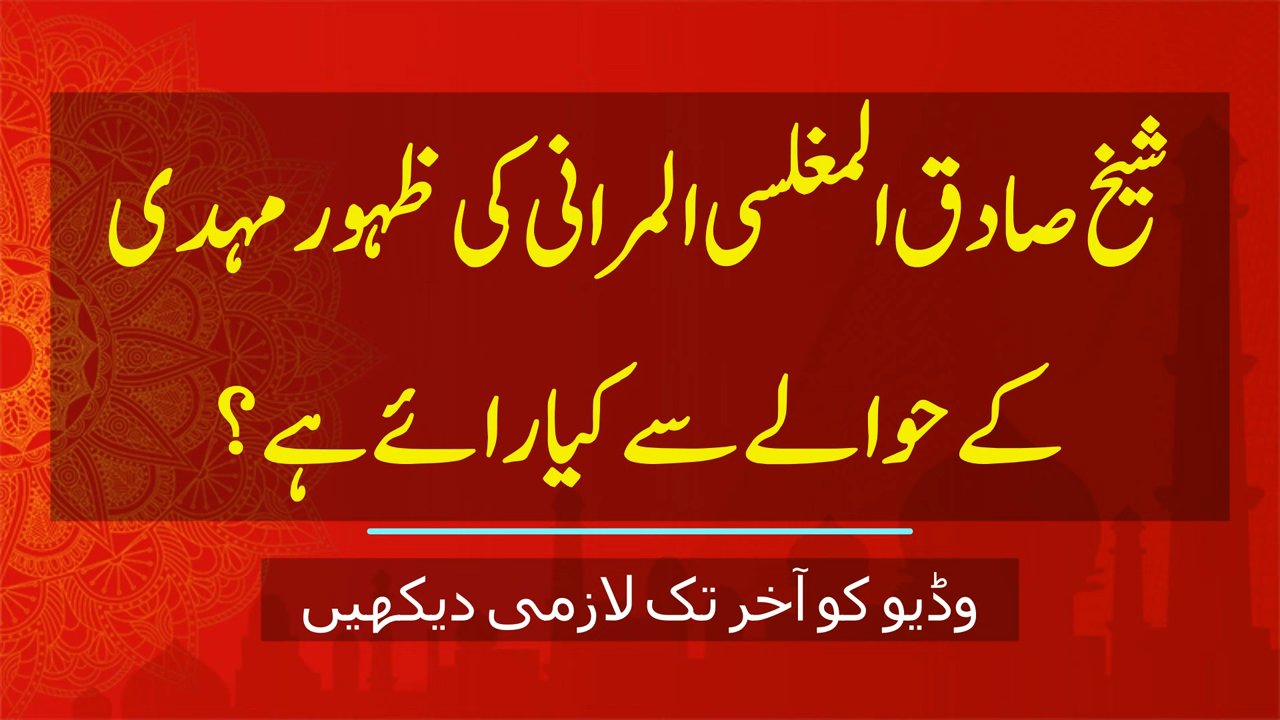 شیخ صادق المغلسی المرانی کی ظہور مہدی
کے حوالے سے کیا رائے ہے ؟
وڈیو کو آخر تک لازمی دیکھیں